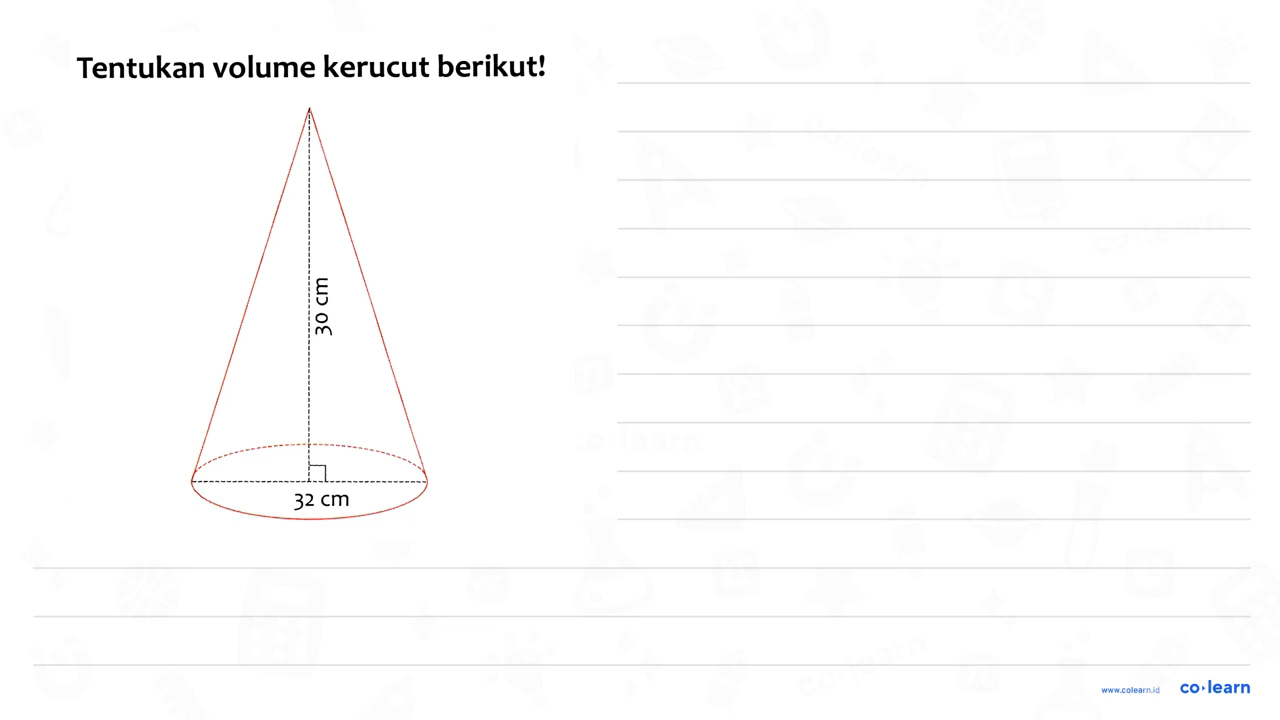 Tentukan volume kerucut berikut!
30 cm
32 cm
www.colearn.id
co·learn